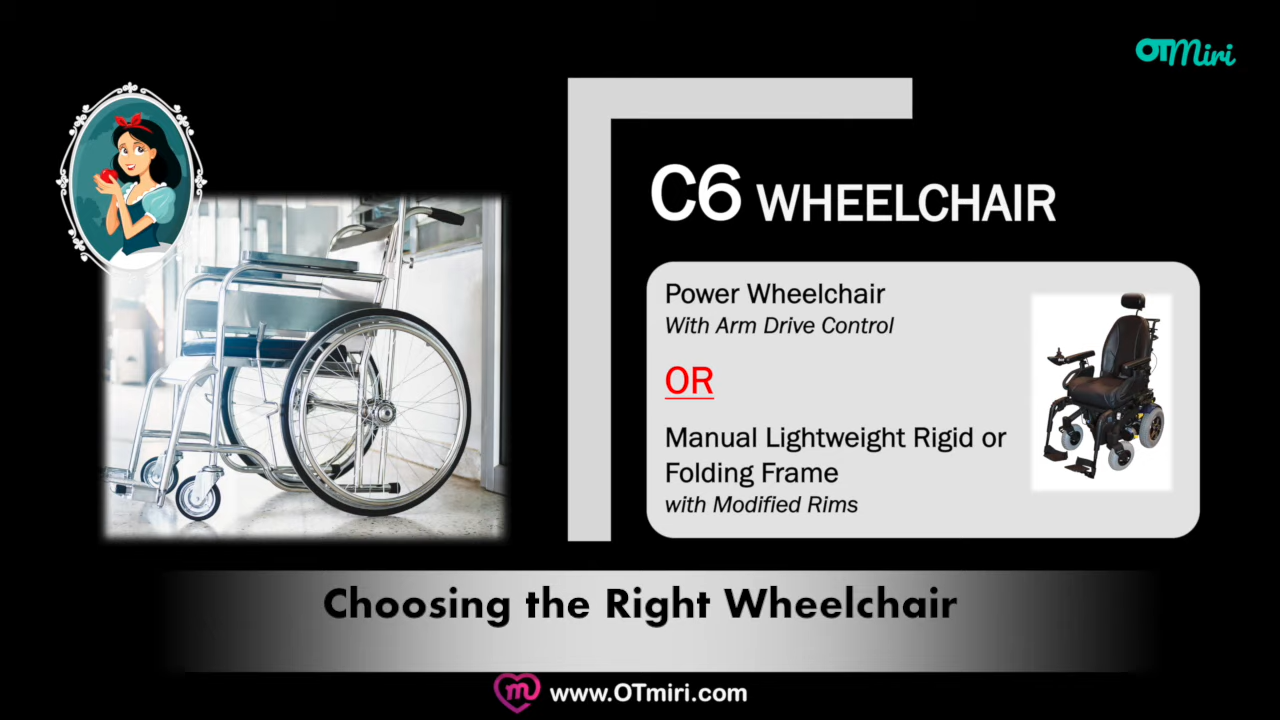 OTmiri
C6 WHEELCHAIR
Power Wheelchair
With Arm Drive Control
OR
Manual Lightweight Rigid or
Folding Frame
with Modified Rims
Choosing the Right Wheelchair
m www.OTmiri.com